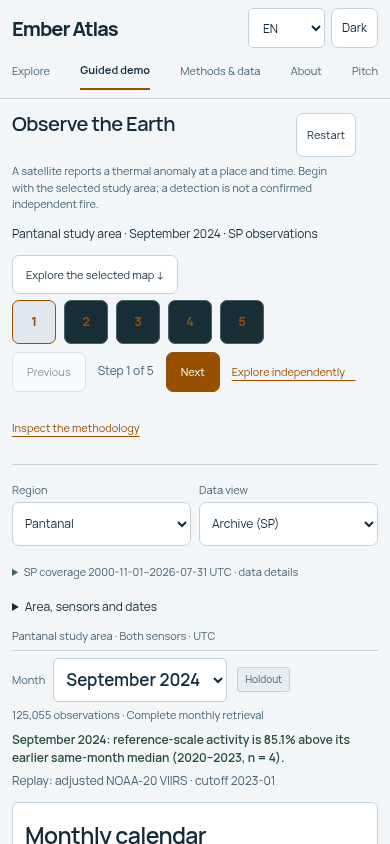 Ember Atlas
EN
Dark
Explore
Guided demo
Methods & data
About
Pitch
Observe the Earth
Restart
A satellite reports a thermal anomaly at a place and time. Begin
with the selected study area; a detection is not a confirmed
independent fire.
Pantanal study area · September 2024 · SP observations
Explore the selected map ↓
1
2
3
4
5
Previous
Step 1 of 5
Next
Explore independently
Inspect the methodology
Region
Data view
Pantanal
Archive (SP)
SP coverage 2000-11-01–2026-07-31 UTC · data details
Area, sensors and dates
Pantanal study area · Both sensors · UTC
Month
September 2024
Holdout
125,055 observations · Complete monthly retrieval
September 2024: reference-scale activity is 85.1% above its
earlier same-month median (2020–2023, n = 4).
Replay: adjusted NOAA-20 VIIRS · cutoff 2023-01
Monthly calendar